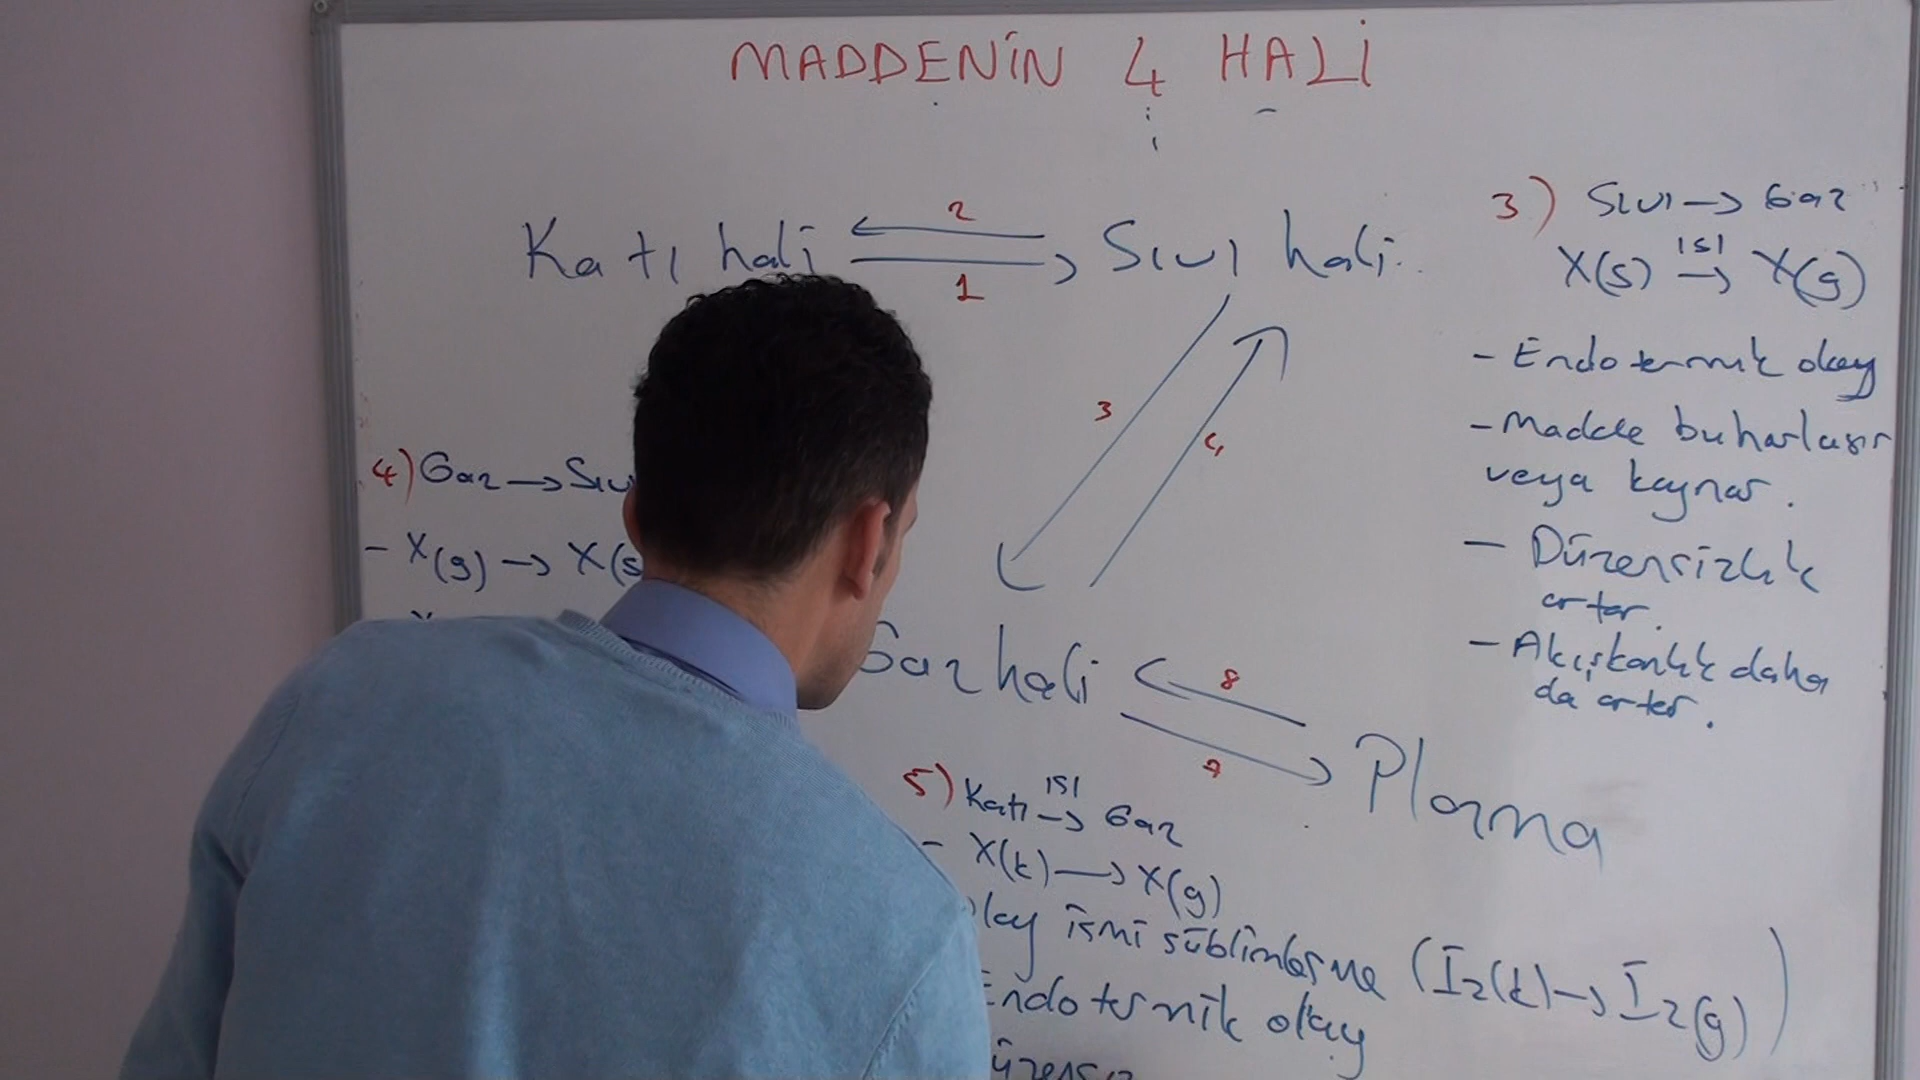 MADDENİN 4 HALİ
Katı hali
2
1
Sıvı hali
3
4
Gaz hali
8
7
Plazma
3) Sıvı → Gaz
X(s) ısı→ X(g)
- Endotermik olay
- Madde buharlaşır
veya kaynar.
- Düzensizlik
artar.
- Akışkanlık daha
da artar.
4) Gaz → Sıvı
- X(g) → X(s
5) Katı ısı→ Gaz
- X(k) → X(g)
olay ismi süblimleşme (I2(k) → I2(g))
Endotermik olay